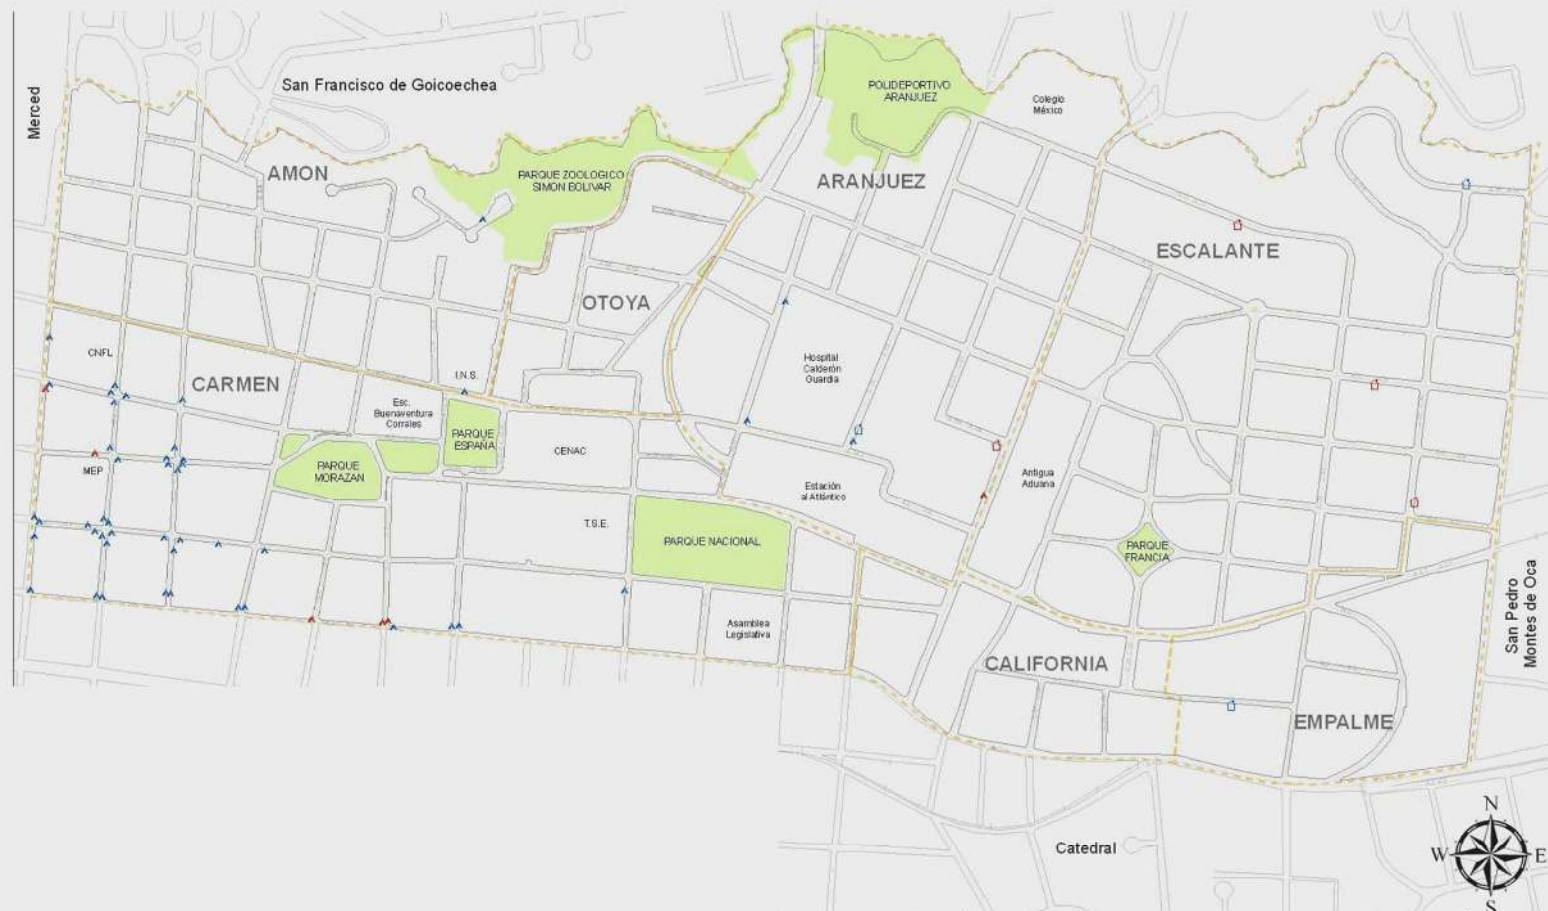 San Francisco de Goicoechea
Merced
POLIDEPORTIVO
ARANJUEZ
Colegio
México
AMON
PARQUE ZOOLOGICO
SIMON BOLIVAR
ARANJUEZ
ESCALANTE
OTOYA
CNFL
CARMEN
I.N.S.
Hospital
Calderón
Guardia
Esc.
Buenaventura
Corrales
PARQUE
ESPAÑA
CENAC
MEP
PARQUE
MORAZAN
Estación
al Atlántico
Antigua
Aduana
T.S.E.
PARQUE NACIONAL
PARQUE
FRANCIA
San Pedro
Montes de Oca
Asamblea
Legislativa
CALIFORNIA
EMPALME
Catedral
N
W
E
S